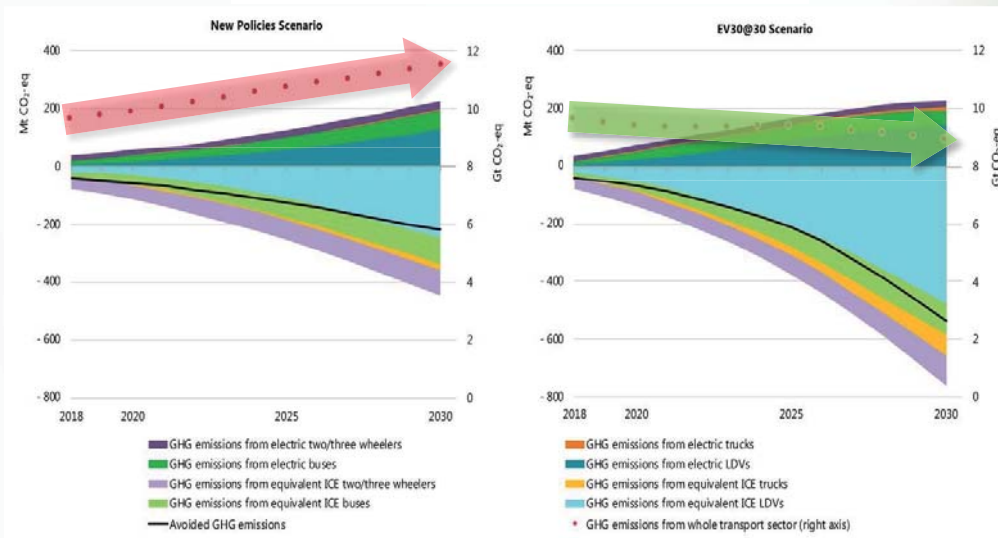 New Policies Scenario
400
200
0
- 200
- 400
- 600
- 800
Mt CO₂-eq
12
10
8
6
4
2
0
Gt CO₂-eq
2018
2020
2025
2030
EV30@30 Scenario
400
200
0
- 200
- 400
- 600
- 800
Mt CO₂-eq
12
10
8
6
4
2
0
Gt CO₂-eq
2018
2020
2025
2030
GHG emissions from electric two/three wheelers
GHG emissions from electric buses
GHG emissions from equivalent ICE two/three wheelers
GHG emissions from equivalent ICE buses
Avoided GHG emissions
GHG emissions from electric trucks
GHG emissions from electric LDVs
GHG emissions from equivalent ICE trucks
GHG emissions from equivalent ICE LDVs
GHG emissions from whole transport sector (right axis)